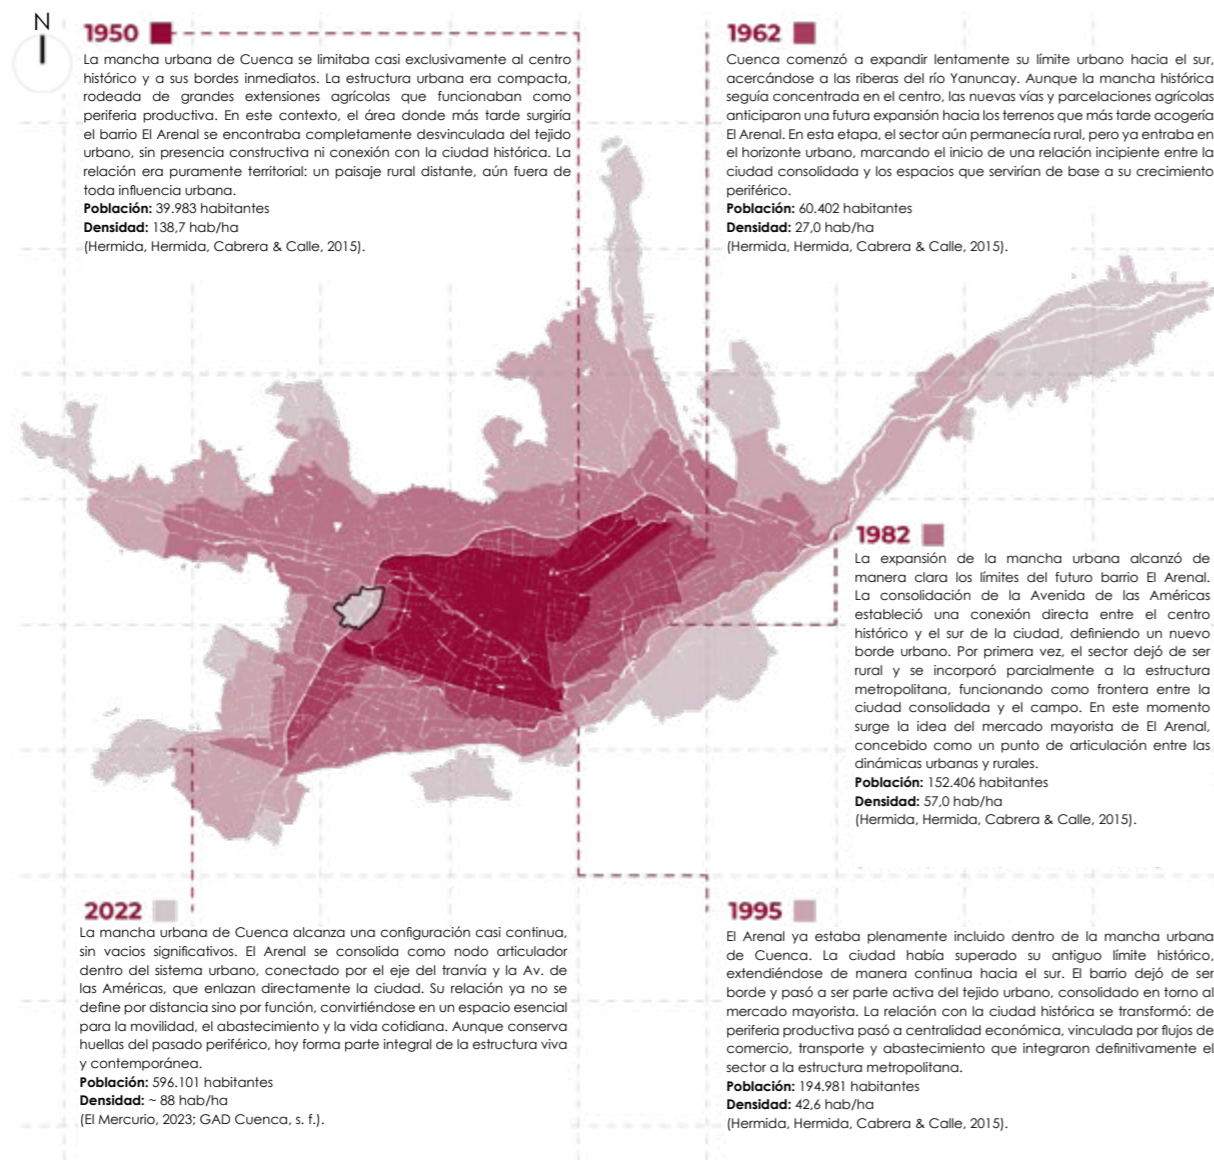 N
1950
La mancha urbana de Cuenca se limitaba casi exclusivamente al centro
histórico y a sus bordes inmediatos. La estructura urbana era compacta,
rodeada de grandes extensiones agrícolas que funcionaban como
periferia productiva. En este contexto, el área donde más tarde surgiría
el barrio El Arenal se encontraba completamente desvinculada del tejido
urbano, sin presencia constructiva ni conexión con la ciudad histórica. La
relación era puramente territorial: un paisaje rural distante, aún fuera de
toda influencia urbana.
Población: 39.983 habitantes
Densidad: 138,7 hab/ha
(Hermida, Hermida, Cabrera & Calle, 2015).
1962
Cuenca comenzó a expandir lentamente su límite urbano hacia el sur,
acercándose a las riberas del río Yanuncay. Aunque la mancha histórica
seguía concentrada en el centro, las nuevas vías y parcelaciones agrícolas
anticiparon una futura expansión hacia los terrenos que más tarde acogería
El Arenal. En esta etapa, el sector aún permanecía rural, pero ya entraba en
el horizonte urbano, marcando el inicio de una relación incipiente entre la
ciudad consolidada y los espacios que servirían de base a su crecimiento
periférico.
Población: 60.402 habitantes
Densidad: 27,0 hab/ha
(Hermida, Hermida, Cabrera & Calle, 2015).
1982
La expansión de la mancha urbana alcanzó de
manera clara los límites del futuro barrio El Arenal.
La consolidación de la Avenida de las Américas
estableció una conexión directa entre el centro
histórico y el sur de la ciudad, definiendo un nuevo
borde urbano. Por primera vez, el sector dejó de ser
rural y se incorporó parcialmente a la estructura
metropolitana, funcionando como frontera entre la
ciudad consolidada y el campo. En este momento
surge la idea del mercado mayorista de El Arenal,
concebido como un punto de articulación entre las
dinámicas urbanas y rurales.
Población: 152.406 habitantes
Densidad: 57,0 hab/ha
(Hermida, Hermida, Cabrera & Calle, 2015).
2022
La mancha urbana de Cuenca alcanza una configuración casi continua,
sin vacios significativos. El Arenal se consolida como nodo articulador
dentro del sistema urbano, conectado por el eje del tranvía y la Av. de
las Américas, que enlazan directamente la ciudad. Su relación ya no se
define por distancia sino por función, convirtiéndose en un espacio esencial
para la movilidad, el abastecimiento y la vida cotidiana. Aunque conserva
huellas del pasado periférico, hoy forma parte integral de la estructura viva
y contemporánea.
Población: 596.101 habitantes
Densidad: ~ 88 hab/ha
(El Mercurio, 2023; GAD Cuenca, s. f.).
1995
El Arenal ya estaba plenamente incluido dentro de la mancha urbana
de Cuenca. La ciudad había superado su antiguo límite histórico,
extendiéndose de manera continua hacia el sur. El barrio dejó de ser
borde y pasó a ser parte activa del tejido urbano, consolidado en torno al
mercado mayorista. La relación con la ciudad histórica se transformó: de
periferia productiva pasó a centralidad económica, vinculada por flujos de
comercio, transporte y abastecimiento que integraron definitivamente el
sector a la estructura metropolitana.
Población: 194.981 habitantes
Densidad: 42,6 hab/ha
(Hermida, Hermida, Cabrera & Calle, 2015).